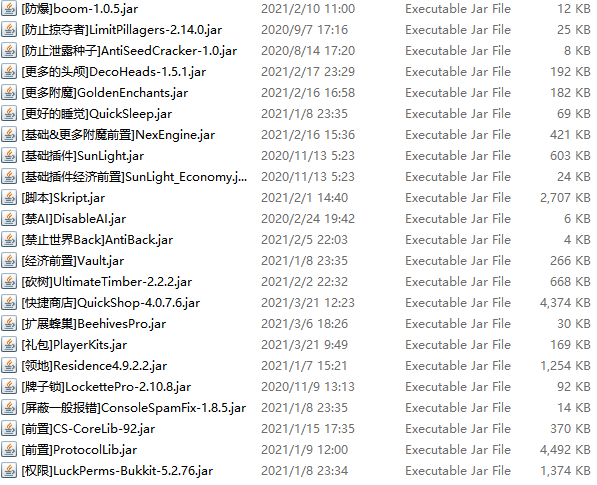 [防爆]boom-1.0.5.jar 2021/2/10 11:00 Executable Jar File 12 KB
[防止掠夺者]LimitPillagers-2.14.0.jar 2020/9/7 17:16 Executable Jar File 25 KB
[防止泄露种子]AntiSeedCracker-1.0.jar 2020/8/14 17:20 Executable Jar File 8 KB
[更多的头颅]DecoHeads-1.5.1.jar 2021/2/17 23:29 Executable Jar File 192 KB
[更多附魔]GoldenEnchants.jar 2021/2/16 16:58 Executable Jar File 182 KB
[更好的睡觉]QuickSleep.jar 2021/1/8 23:35 Executable Jar File 69 KB
[基础&更多附魔前置]NexEngine.jar 2021/2/16 15:36 Executable Jar File 421 KB
[基础插件]SunLight.jar 2020/11/13 5:23 Executable Jar File 603 KB
[基础插件经济前置]SunLight_Economy.j... 2020/11/13 5:23 Executable Jar File 24 KB
[脚本]Skript.jar 2021/2/1 14:40 Executable Jar File 2,707 KB
[禁AI]DisableAI.jar 2020/2/24 19:42 Executable Jar File 6 KB
[禁止世界Back]AntiBack.jar 2021/2/5 22:03 Executable Jar File 4 KB
[经济前置]Vault.jar 2021/1/8 23:35 Executable Jar File 266 KB
[砍树]UltimateTimber-2.2.2.jar 2021/2/2 22:32 Executable Jar File 668 KB
[快捷商店]QuickShop-4.0.7.6.jar 2021/3/21 12:23 Executable Jar File 4,374 KB
[扩展蜂巢]BeehivesPro.jar 2021/3/6 18:26 Executable Jar File 30 KB
[礼包]PlayerKits.jar 2021/3/21 9:49 Executable Jar File 169 KB
[领地]Residence4.9.2.2.jar 2021/1/7 15:21 Executable Jar File 1,254 KB
[牌子锁]LockettePro-2.10.8.jar 2020/11/9 13:13 Executable Jar File 92 KB
[屏蔽一般报错]ConsoleSpamFix-1.8.5.jar 2021/1/8 23:35 Executable Jar File 14 KB
[前置]CS-CoreLib-92.jar 2021/1/15 17:35 Executable Jar File 370 KB
[前置]ProtocolLib.jar 2021/1/9 12:00 Executable Jar File 4,492 KB
[权限]LuckPerms-Bukkit-5.2.76.jar 2021/1/8 23:34 Executable Jar File 1,374 KB